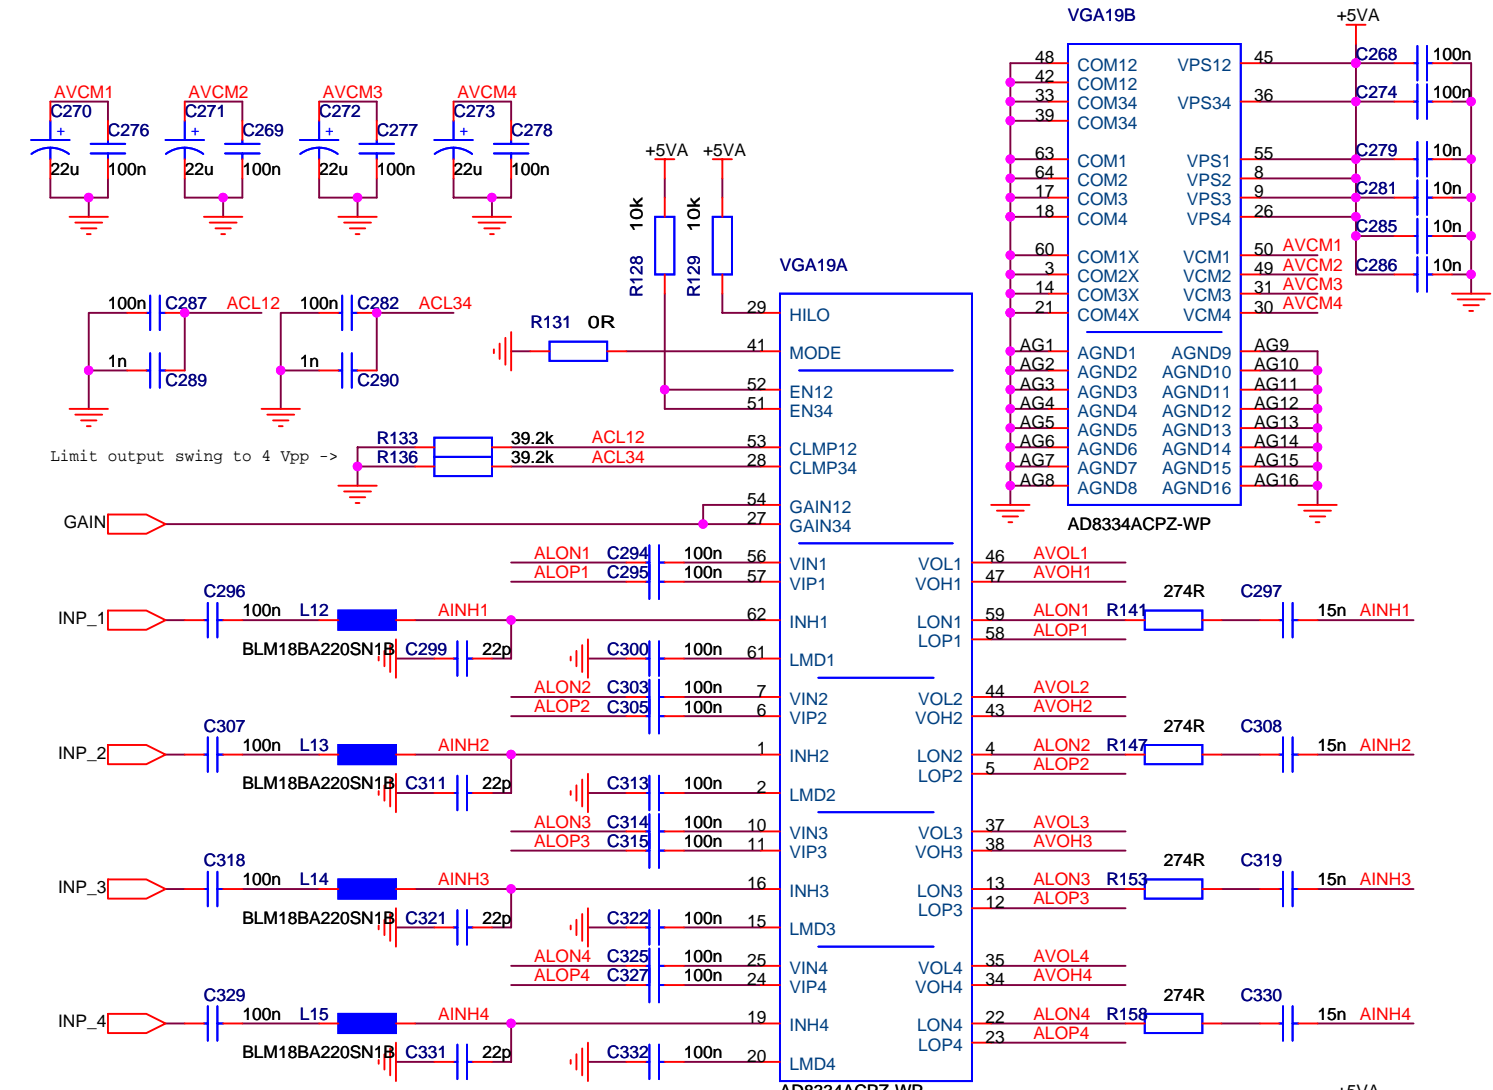 VGA19B
+5VA
48 COM12 VPS12 45 C268 100n
42 COM12
33 COM34 VPS34 36 C274 100n
39 COM34
63 COM1 VPS1 55 C279 10n
64 COM2 VPS2 8
17 COM3 VPS3 9 C281 10n
18 COM4 VPS4 26
C285 10n
60 COM1X VCM1 50 AVCM1
3 COM2X VCM2 49 AVCM2 C286 10n
14 COM3X VCM3 31 AVCM3
21 COM4X VCM4 30 AVCM4
AG1 AGND1 AGND9 AG9
AG2 AGND2 AGND10 AG10
AG3 AGND3 AGND11 AG11
AG4 AGND4 AGND12 AG12
AG5 AGND5 AGND13 AG13
AG6 AGND6 AGND14 AG14
AG7 AGND7 AGND15 AG15
AG8 AGND8 AGND16 AG16
AD8334ACPZ-WP
AVCM1 AVCM2 AVCM3 AVCM4
C270 C271 C272 C273
+ C276 + C269 + C277 + C278
22u 100n 22u 100n 22u 100n 22u 100n
+5VA +5VA
R128 10k R129 10k
VGA19A
100n C287 ACL12 100n C282 ACL34
1n C289 1n C290
29 HILO
R131 0R 41 MODE
52 EN12
51 EN34
R133 39.2k ACL12 53 CLMP12
Limit output swing to 4 Vpp ->
R136 39.2k ACL34 28 CLMP34
54 GAIN12
GAIN 27 GAIN34
ALON1 C294 100n 56 VIN1 VOL1 46 AVOL1
ALOP1 C295 100n 57 VIP1 VOH1 47 AVOH1
INP_1 C296 100n L12 AINH1 62 INH1 LON1 59 ALON1 R141 274R C297 15n AINH1
LOP1 58 ALOP1
BLM18BA220SN1B C299 22p C300 100n 61 LMD1
ALON2 C303 100n 7 VIN2 VOL2 44 AVOL2
ALOP2 C305 100n 6 VIP2 VOH2 43 AVOH2
INP_2 C307 100n L13 AINH2 1 INH2 LON2 4 ALON2 R147 274R C308 15n AINH2
LOP2 5 ALOP2
BLM18BA220SN1B C311 22p C313 100n 2 LMD2
ALON3 C314 100n 10 VIN3 VOL3 37 AVOL3
ALOP3 C315 100n 11 VIP3 VOH3 38 AVOH3
INP_3 C318 100n L14 AINH3 16 INH3 LON3 13 ALON3 R153 274R C319 15n AINH3
LOP3 12 ALOP3
BLM18BA220SN1B C321 22p C322 100n 15 LMD3
ALON4 C325 100n 25 VIN4 VOL4 35 AVOL4
ALOP4 C327 100n 24 VIP4 VOH4 34 AVOH4
INP_4 C329 100n L15 AINH4 19 INH4 LON4 22 ALON4 R158 274R C330 15n AINH4
LOP4 23 ALOP4
BLM18BA220SN1B C331 22p C332 100n 20 LMD4
AD8334ACPZ-WP
+5VA